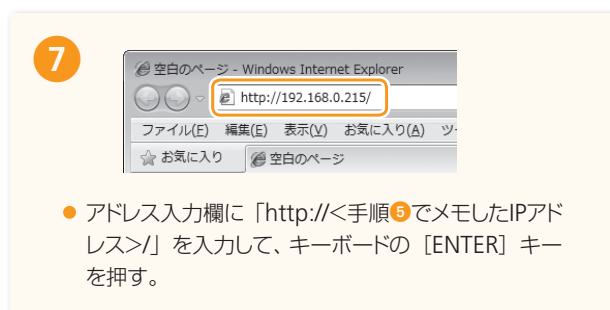 7
空白のページ - Windows Internet Explorer
http://192.168.0.215/
ファイル(F) 編集(E) 表示(V) お気に入り(A) ツ
お気に入り 空白のページ
● アドレス入力欄に「http://<手順5でメモしたIPアド
レス>/」を入力して、キーボードの［ENTER］キー
を押す。